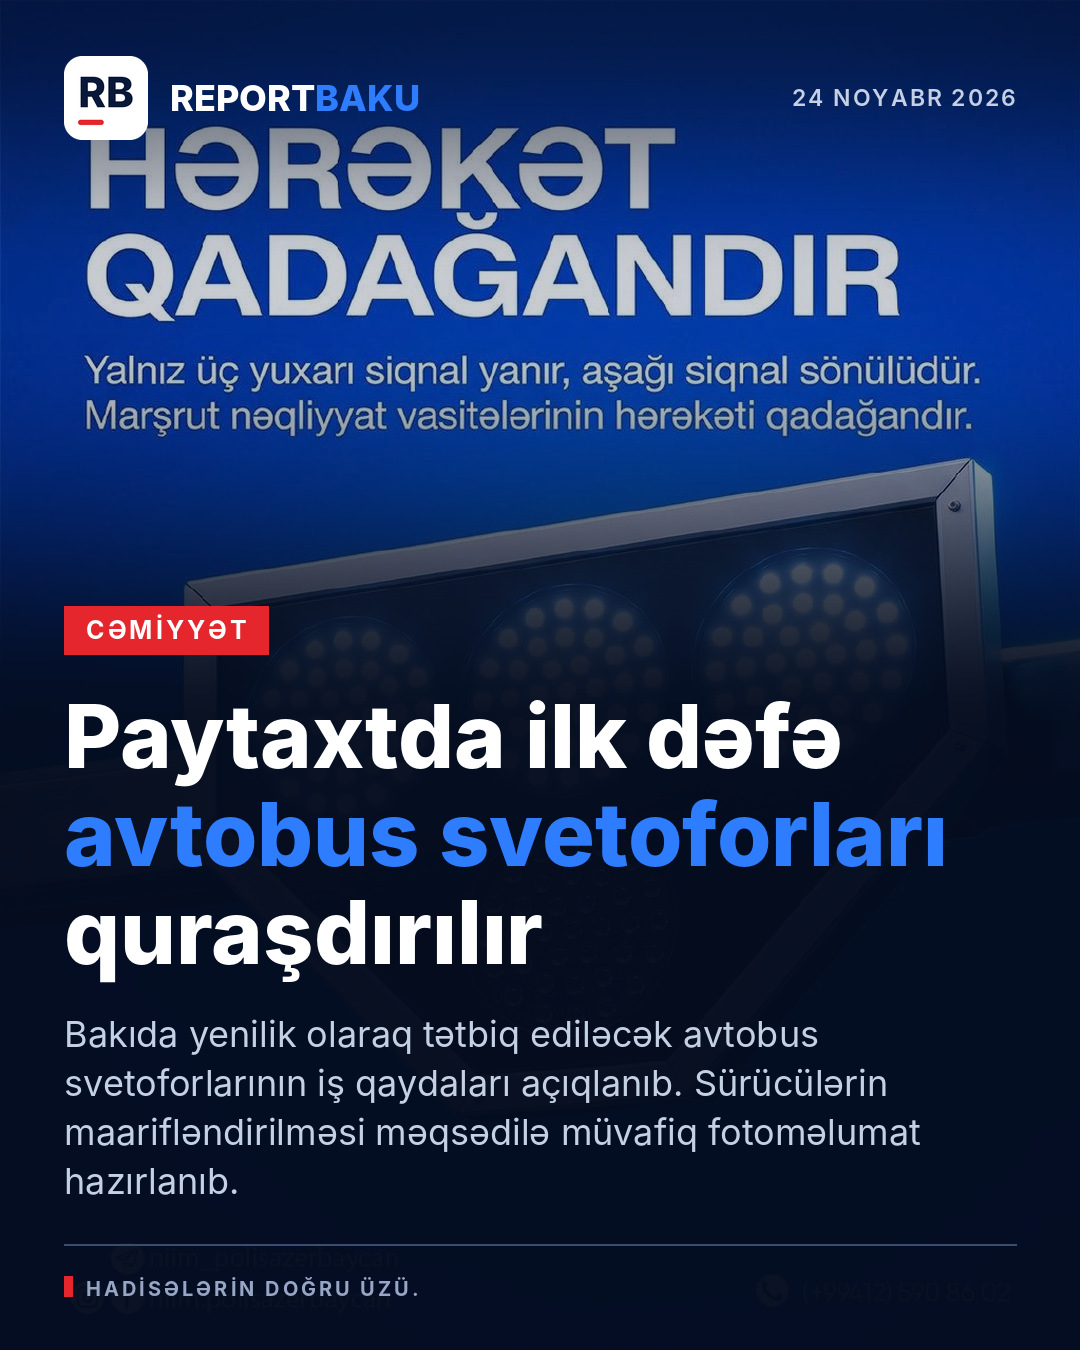 RB
REPORTBAKU
24 NOYABR 2026
HƏRƏKƏT
QADAĞANDIR
Yalnız üç yuxarı siqnal yanır, aşağı siqnal sönülüdür.
Marşrut nəqliyyat vasitələrinin hərəkəti qadağandır.
CƏMİYYƏT
Paytaxtda ilk dəfə
avtobus svetoforları
quraşdırılır
Bakıda yenilik olaraq tətbiq ediləcək avtobus
svetoforlarının iş qaydaları açıqlanıb. Sürücülərin
maarifləndirilməsi məqsədilə müvafiq fotoməlumat
hazırlanıb.
HADİSƏLƏRİN DOĞRU ÜZÜ.